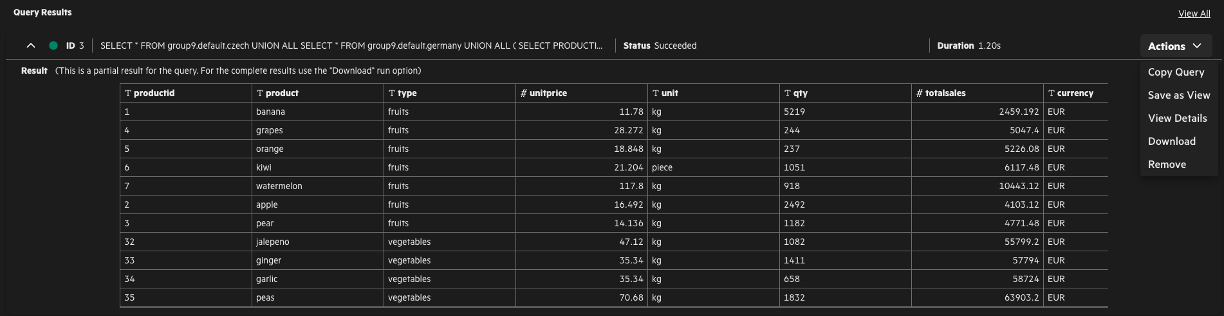 Query Results
View All
ID 3 SELECT * FROM group9.default.czech UNION ALL SELECT * FROM group9.default.germany UNION ALL ( SELECT PRODUCTI... Status Succeeded Duration 1.20s Actions
Result (This is a partial result for the query. For the complete results use the "Download" run option)
Copy Query
Save as View
View Details
Download
Remove
T productid T product T type # unitprice T unit T qty # totalsales T currency
1 banana fruits 11.78 kg 5219 2459.192 EUR
4 grapes fruits 28.272 kg 244 5047.4 EUR
5 orange fruits 18.848 kg 237 5226.08 EUR
6 kiwi fruits 21.204 piece 1051 6117.48 EUR
7 watermelon fruits 117.8 kg 918 10443.12 EUR
2 apple fruits 16.492 kg 2492 4103.12 EUR
3 pear fruits 14.136 kg 1182 4771.48 EUR
32 jalepeno vegetables 47.12 kg 1082 55799.2 EUR
33 ginger vegetables 35.34 kg 1411 57794 EUR
34 garlic vegetables 35.34 kg 658 58724 EUR
35 peas vegetables 70.68 kg 1832 63903.2 EUR